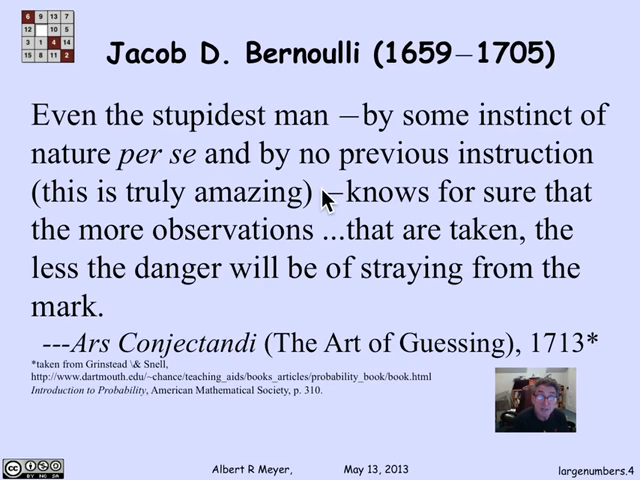 6 9 13 7
12 10 5
3 1 4 14
15 8 11 2
Jacob D. Bernoulli (1659–1705)
Even the stupidest man –by some instinct of
nature per se and by no previous instruction
(this is truly amazing) –knows for sure that
the more observations ...that are taken, the
less the danger will be of straying from the
mark.
---Ars Conjectandi (The Art of Guessing), 1713*
*taken from Grinstead \& Snell,
http://www.dartmouth.edu/~chance/teaching_aids/books_articles/probability_book/book.html
Introduction to Probability, American Mathematical Society, p. 310.
cc BY NC SA
Albert R Meyer, May 13, 2013
largenumbers.4